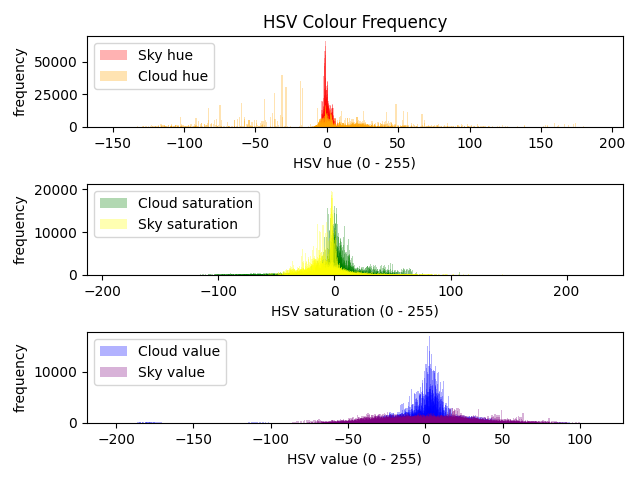 HSV Colour Frequency
frequency
50000
25000
0
Sky hue
Cloud hue
−150 −100 −50 0 50 100 150 200
HSV hue (0 - 255)
frequency
20000
10000
0
Cloud saturation
Sky saturation
−200 −100 0 100 200
HSV saturation (0 - 255)
frequency
10000
0
Cloud value
Sky value
−200 −150 −100 −50 0 50 100
HSV value (0 - 255)